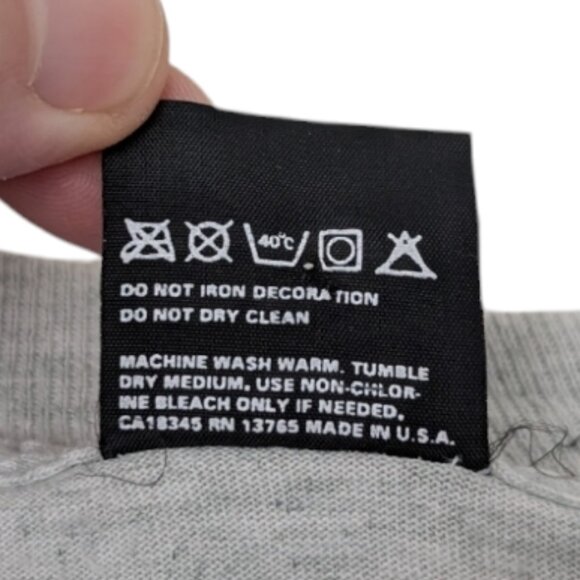 40°C
DO NOT IRON DECORATION
DO NOT DRY CLEAN
MACHINE WASH WARM. TUMBLE
DRY MEDIUM. USE NON-CHLOR-
INE BLEACH ONLY IF NEEDED.
CA18345 RN 13765 MADE IN U.S.A.